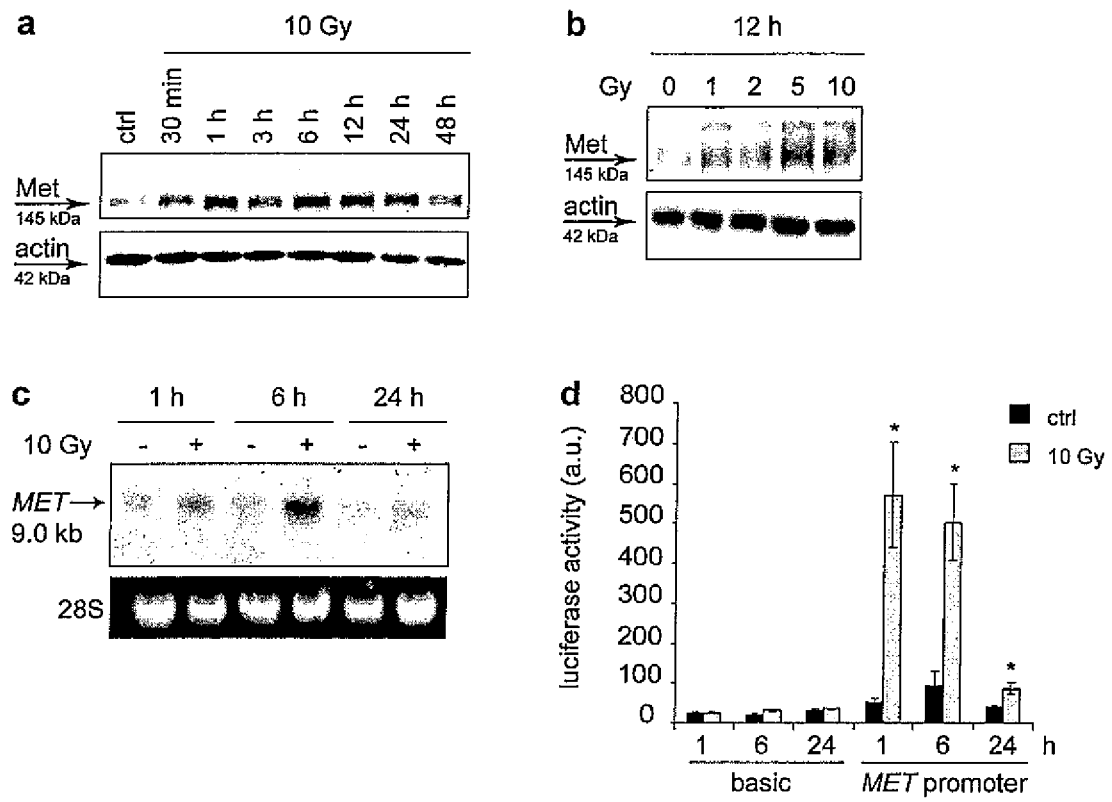 a
10 Gy
ctrl 30 min 1 h 3 h 6 h 12 h 24 h 48 h
Met
145 kDa
actin
42 kDa
b
12 h
Gy 0 1 2 5 10
Met
145 kDa
actin
42 kDa
c
1 h 6 h 24 h
10 Gy - + - + - +
MET
9.0 kb
28S
d
luciferase activity (a.u.)
800
700
600
500
400
300
200
100
0
* * *
ctrl
10 Gy
1 6 24 1 6 24 h
basic MET promoter